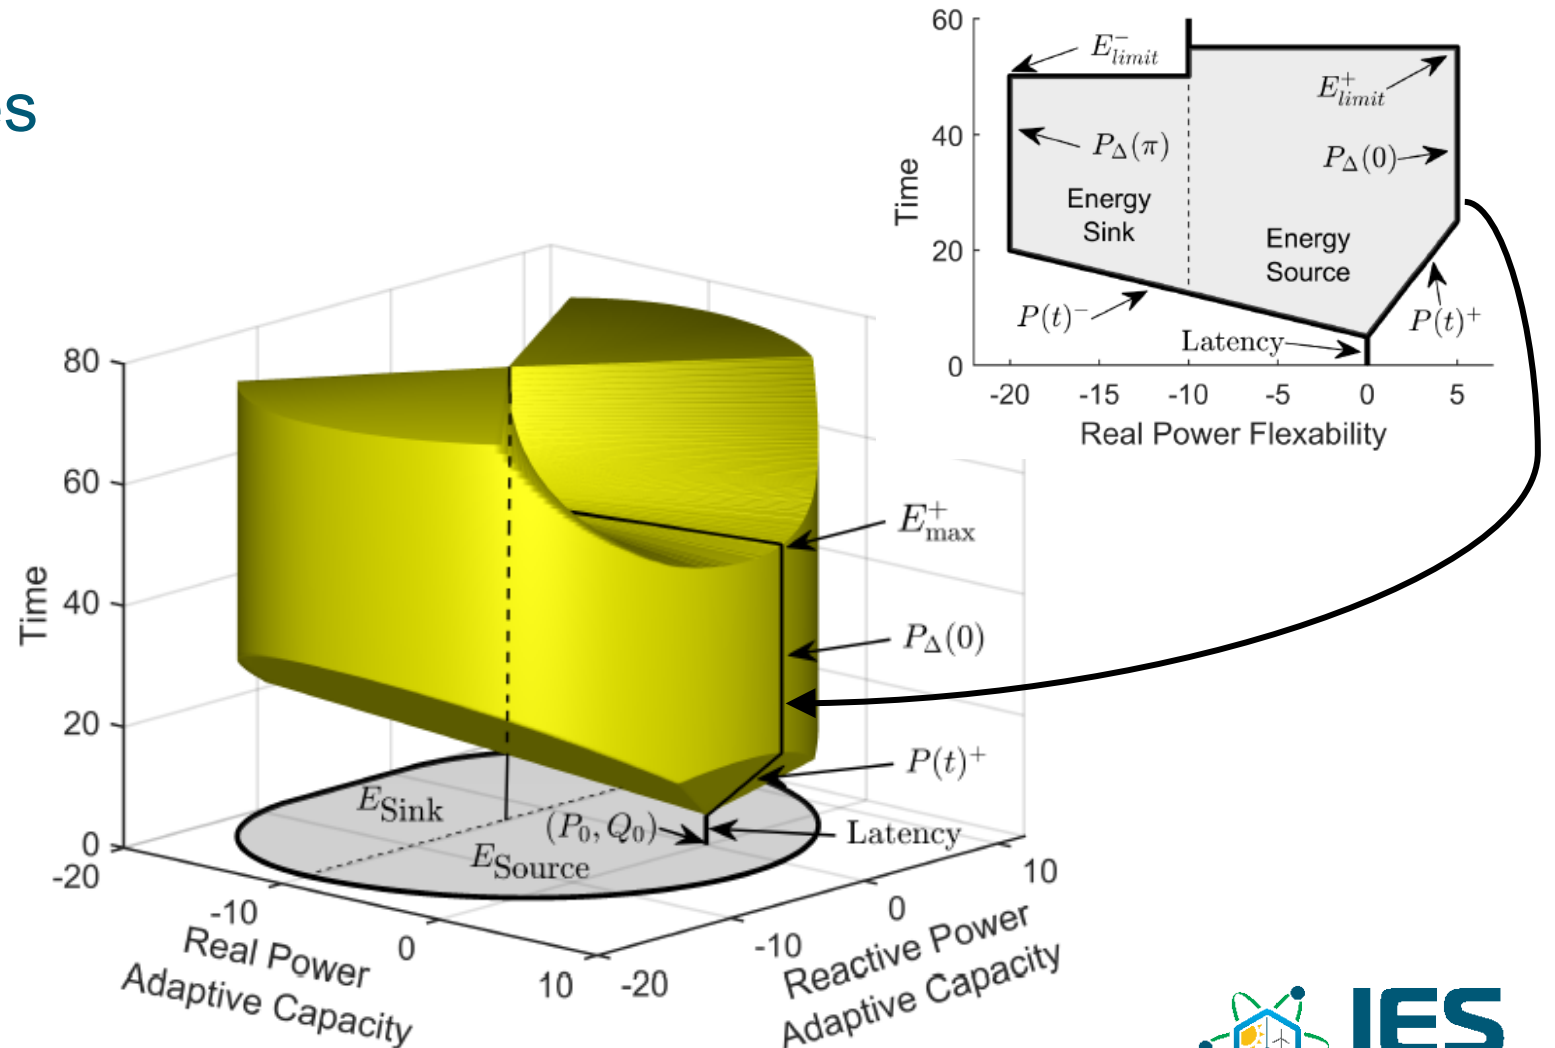 es
60
40
20
0
Time
E⁻limit
E⁺limit
P_Δ(π)
P_Δ(0)
Energy
Sink
Energy
Source
P(t)⁻
P(t)⁺
Latency
-20 -15 -10 -5 0 5
Real Power Flexability
80
60
40
20
0
Time
E⁺max
P_Δ(0)
P(t)⁺
Latency
E_Sink
(P₀, Q₀)
E_Source
-20
-10
0
10
Real Power
Adaptive Capacity
-20
-10
0
10
Reactive Power
Adaptive Capacity
IES